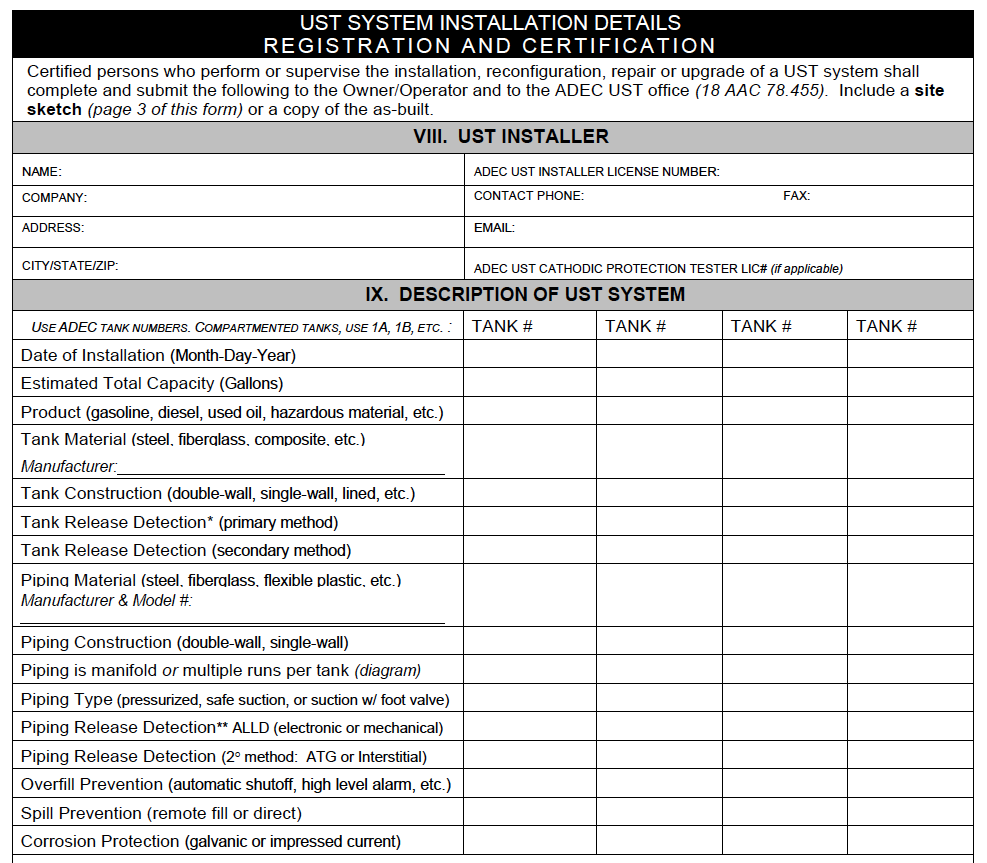 UST SYSTEM INSTALLATION DETAILS
REGISTRATION AND CERTIFICATION
Certified persons who perform or supervise the installation, reconfiguration, repair or upgrade of a UST system shall
complete and submit the following to the Owner/Operator and to the ADEC UST office (18 AAC 78.455). Include a site
sketch (page 3 of this form) or a copy of the as-built.
VIII. UST INSTALLER
NAME:
ADEC UST INSTALLER LICENSE NUMBER:
COMPANY:
CONTACT PHONE: FAX:
ADDRESS:
EMAIL:
CITY/STATE/ZIP:
ADEC UST CATHODIC PROTECTION TESTER LIC# (if applicable)
IX. DESCRIPTION OF UST SYSTEM
USE ADEC TANK NUMBERS. COMPARTMENTED TANKS, USE 1A, 1B, ETC. : TANK # TANK # TANK # TANK #
Date of Installation (Month-Day-Year)
Estimated Total Capacity (Gallons)
Product (gasoline, diesel, used oil, hazardous material, etc.)
Tank Material (steel, fiberglass, composite, etc.)
Manufacturer:
Tank Construction (double-wall, single-wall, lined, etc.)
Tank Release Detection* (primary method)
Tank Release Detection (secondary method)
Piping Material (steel, fiberglass, flexible plastic, etc.)
Manufacturer & Model #:
Piping Construction (double-wall, single-wall)
Piping is manifold or multiple runs per tank (diagram)
Piping Type (pressurized, safe suction, or suction w/ foot valve)
Piping Release Detection** ALLD (electronic or mechanical)
Piping Release Detection (2° method: ATG or Interstitial)
Overfill Prevention (automatic shutoff, high level alarm, etc.)
Spill Prevention (remote fill or direct)
Corrosion Protection (galvanic or impressed current)